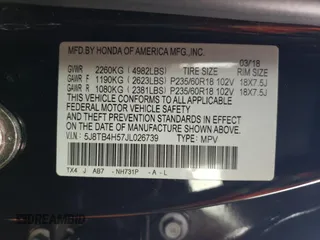 MFD. BY HONDA OF AMERICA MFG., INC. 03/18
GVWR 2260KG (4982LBS) TIRE SIZE RIM SIZE
GAWR F 1190KG (2623LBS) P235/60R18 102V 18X7.5J
GAWR R 1080KG (2381LBS) P235/60R18 102V 18X7.5J
THIS VEHICLE CONFORMS TO ALL APPLICABLE
FEDERAL MOTOR VEHICLE SAFETY AND THEFT
PREVENTION STANDARDS IN EFFECT ON THE DATE
OF MANUFACTURE SHOWN ABOVE.
V.I.N.: 5J8TB4H57JL026739 TYPE: MPV
YX4 J AB7 -NH731P -A-L